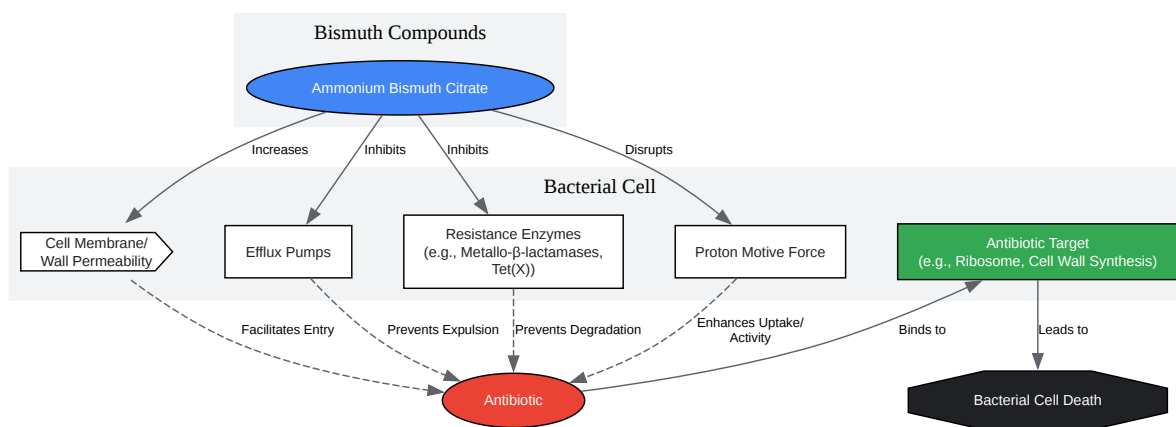 Bismuth Compounds
Ammonium Bismuth Citrate
Increases
Inhibits
Inhibits
Disrupts
Bacterial Cell
Cell Membrane/
Wall Permeability
Efflux Pumps
Resistance Enzymes
(e.g., Metallo-β-lactamases,
Tet(X))
Proton Motive Force
Antibiotic Target
(e.g., Ribosome, Cell Wall Synthesis)
Facilitates Entry
Prevents Expulsion
Prevents Degradation
Enhances Uptake/
Activity
Binds to
Leads to
Antibiotic
Bacterial Cell Death